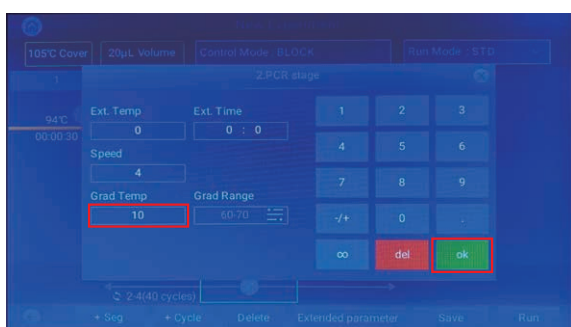 105℃ Cover
20μL Volume
Control Mode : BLOCK
Run Mode : STD
1
2.PCR stage
94℃
00:00:30
Ext. Temp
Ext. Time
0
0 : 0
Speed
4
Grad Temp
Grad Range
10
60-70
1
2
3
4
5
6
7
8
9
-/+
0
.
∞
del
ok
2-4(40 cycles)
+ Seg
+ Cycle
Delete
Extended parameter
Save
Run